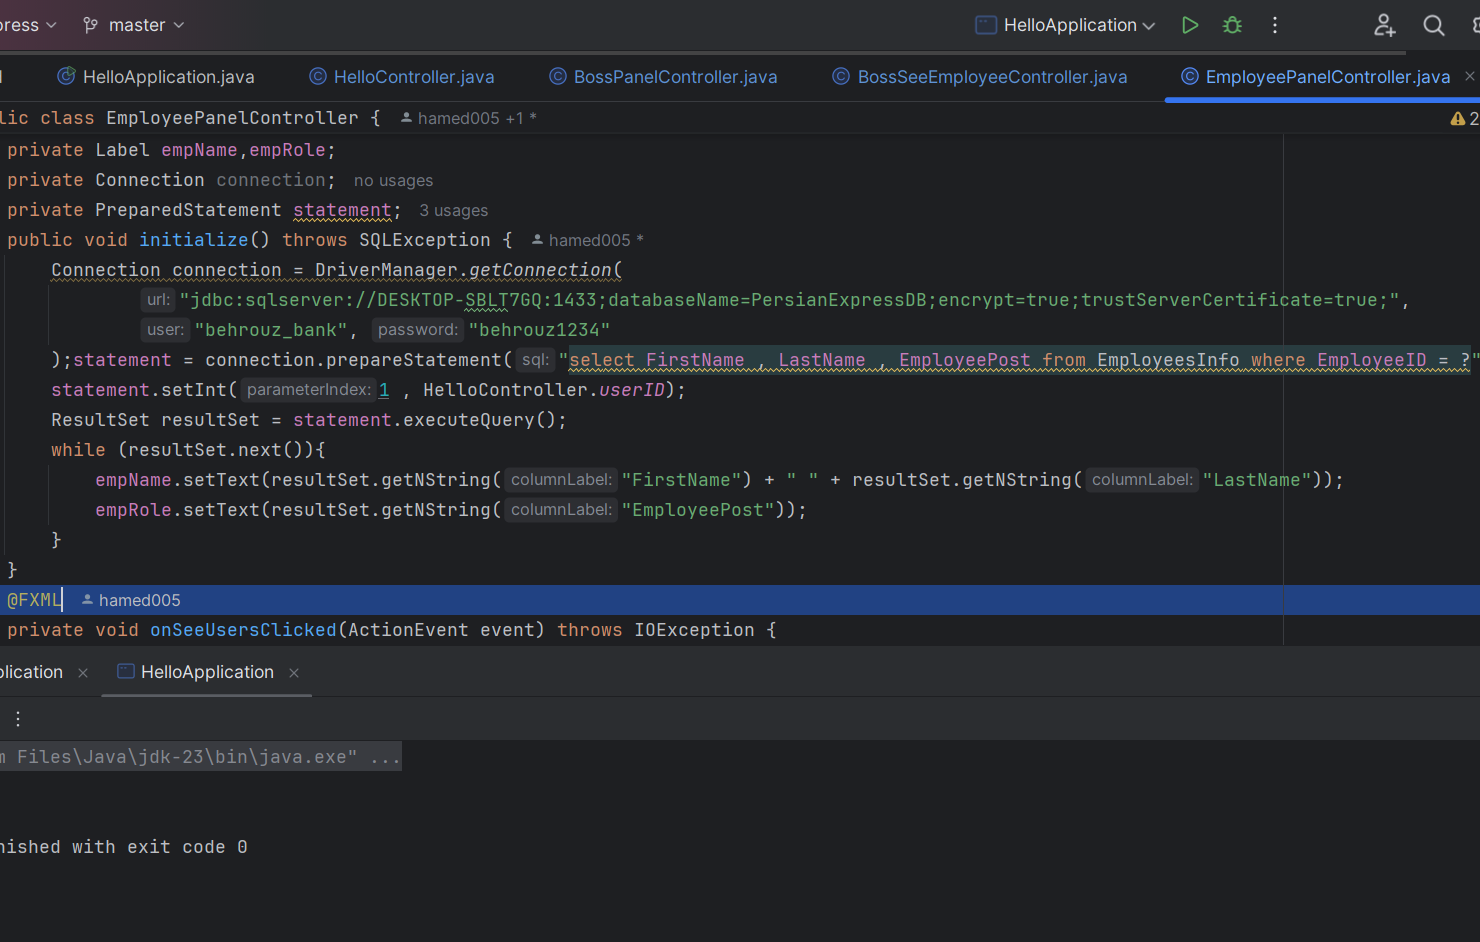 press master HelloApplication
HelloApplication.java HelloController.java BossPanelController.java BossSeeEmployeeController.java EmployeePanelController.java
lic class EmployeePanelController { hamed005 +1 * 2
private Label empName,empRole;
private Connection connection; no usages
private PreparedStatement statement; 3 usages
public void initialize() throws SQLException { hamed005 *
Connection connection = DriverManager.getConnection(
url: "jdbc:sqlserver://DESKTOP-SBLT7GQ:1433;databaseName=PersianExpressDB;encrypt=true;trustServerCertificate=true;",
user: "behrouz_bank", password: "behrouz1234"
);statement = connection.prepareStatement( sql: "select FirstName , LastName , EmployeePost from EmployeesInfo where EmployeeID = ?"
statement.setInt( parameterIndex: 1 , HelloController.userID);
ResultSet resultSet = statement.executeQuery();
while (resultSet.next()){
empName.setText(resultSet.getNString( columnLabel: "FirstName") + " " + resultSet.getNString( columnLabel: "LastName"));
empRole.setText(resultSet.getNString( columnLabel: "EmployeePost"));
}
}
@FXML hamed005
private void onSeeUsersClicked(ActionEvent event) throws IOException {
plication HelloApplication
m Files\Java\jdk-23\bin\java.exe" ...
nished with exit code 0